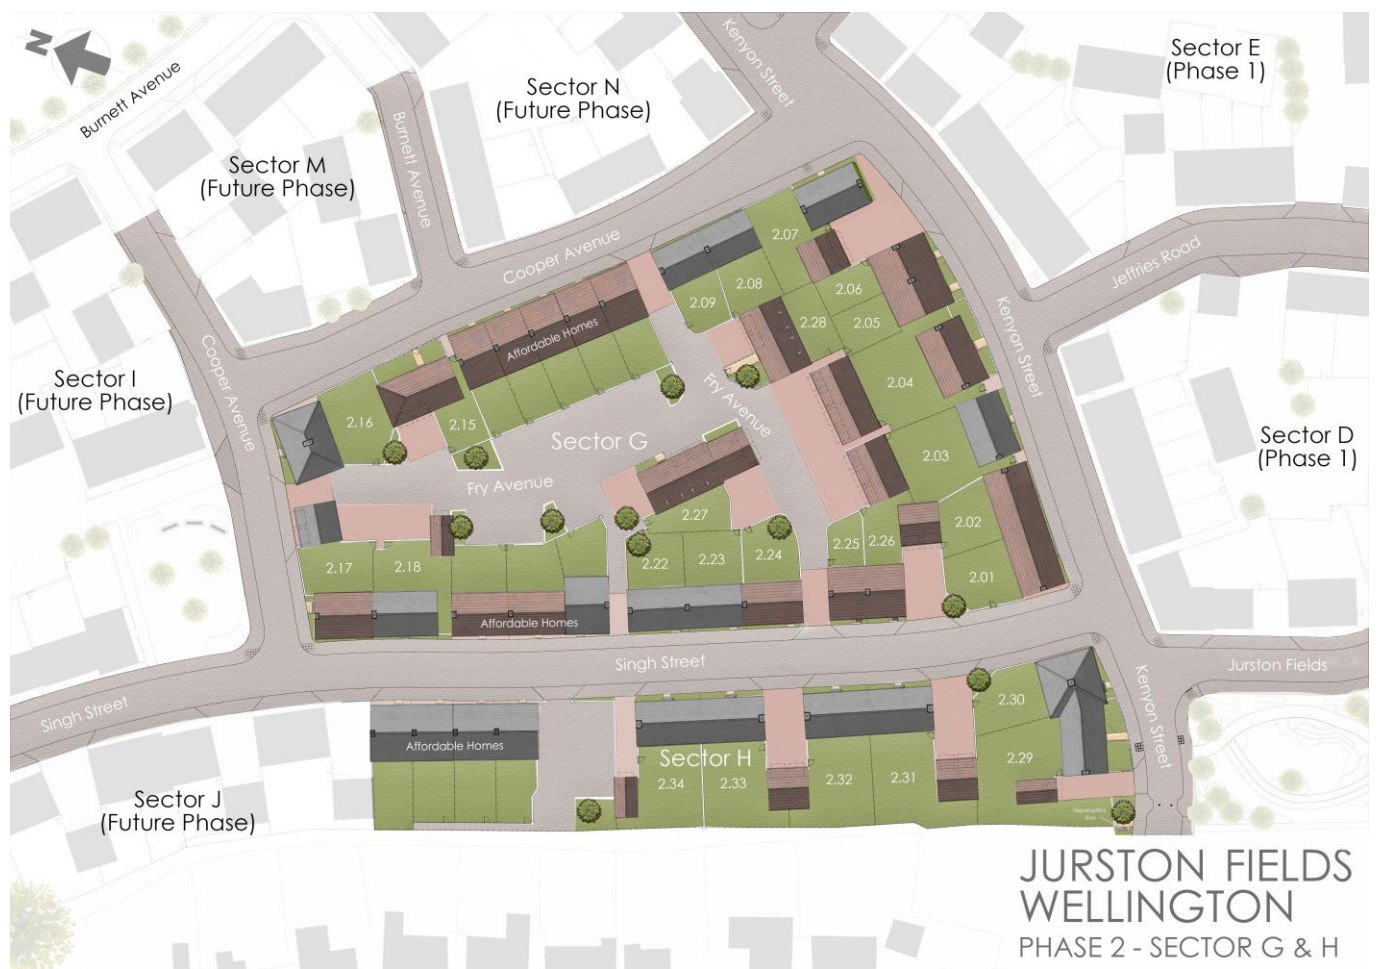 N
Burnett Avenue
Burnett Avenue
Sector N
(Future Phase)
Kenyon Street
Sector E
(Phase 1)
Sector M
(Future Phase)
Cooper Avenue
Jeffries Road
2.07
2.08
2.09
2.06
2.05
2.28
Kenyon Street
Affordable Homes
Cooper Avenue
Sector I
(Future Phase)
2.04
Fry Avenue
2.16
2.15
Sector G
2.03
Sector D
(Phase 1)
Fry Avenue
2.27
2.02
2.17
2.18
2.22
2.23
2.24
2.25
2.26
2.01
Affordable Homes
Singh Street
Jurston Fields
Singh Street
2.30
Kenyon Street
Affordable Homes
Sector H
2.34
2.33
2.32
2.31
2.29
Sector J
(Future Phase)
JURSTON FIELDS
WELLINGTON
PHASE 2 - SECTOR G & H